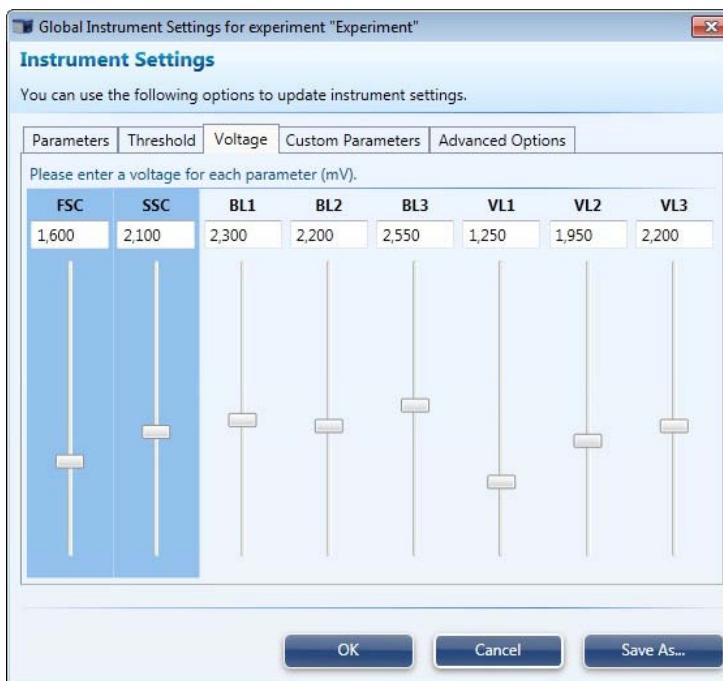 Global Instrument Settings for experiment "Experiment"
Instrument Settings
You can use the following options to update instrument settings.
Parameters Threshold Voltage Custom Parameters Advanced Options
Please enter a voltage for each parameter (mV).
FSC SSC BL1 BL2 BL3 VL1 VL2 VL3
1,600 2,100 2,300 2,200 2,550 1,250 1,950 2,200
OK Cancel Save As...